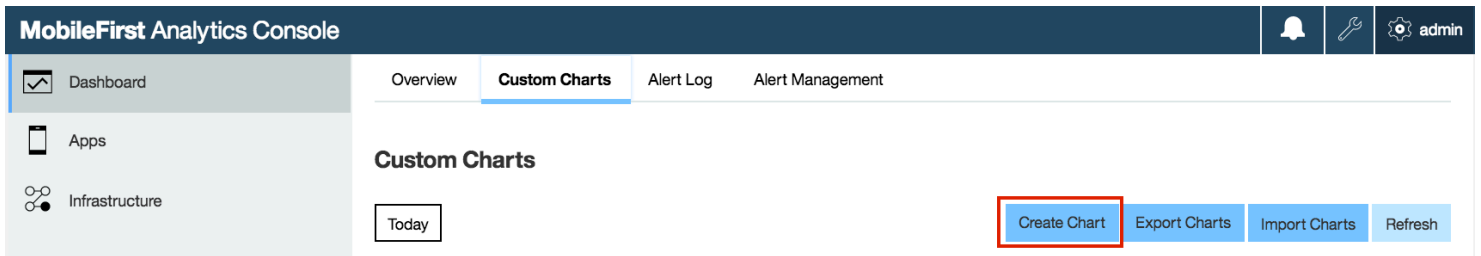 MobileFirst Analytics Console
admin
Dashboard
Apps
Infrastructure
Overview Custom Charts Alert Log Alert Management
Custom Charts
Today
Create Chart Export Charts Import Charts Refresh